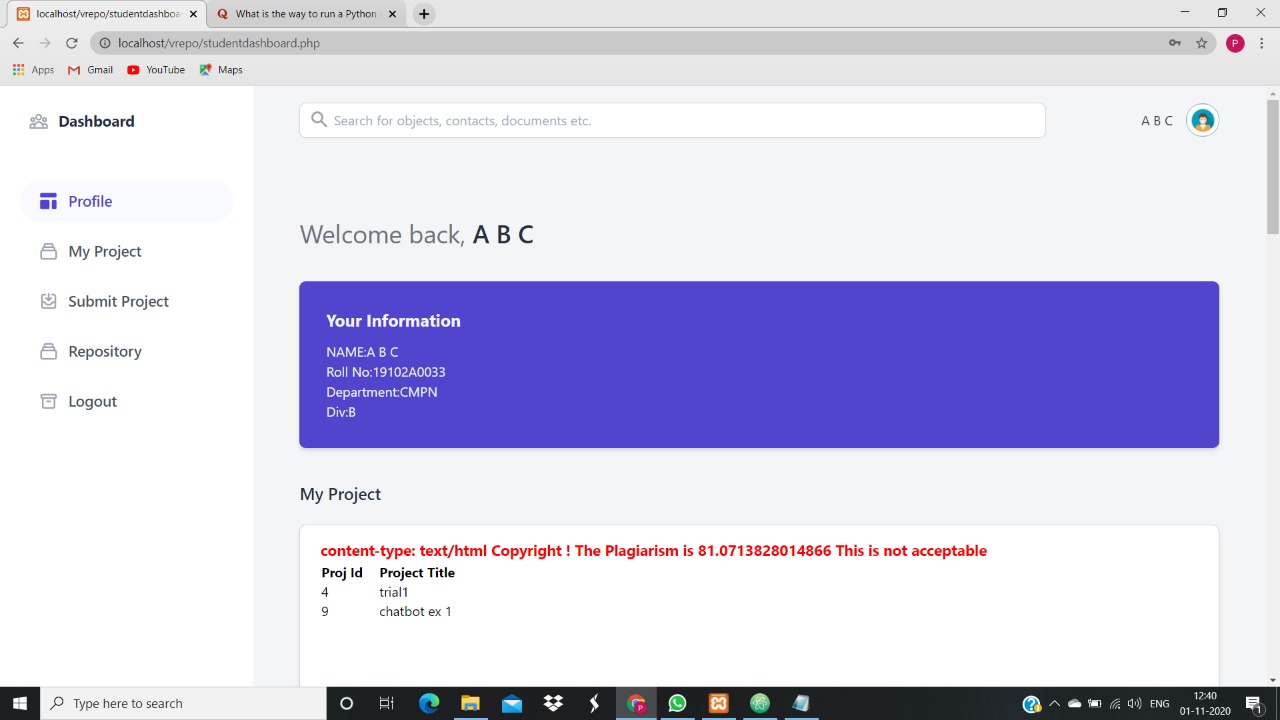 localhost/vrepo/studentdashboa
What is the way to run a Python
localhost/vrepo/studentdashboard.php
P
Apps
Gmail
YouTube
Maps
Dashboard
Search for objects, contacts, documents etc.
A B C
Profile
My Project
Submit Project
Repository
Logout
Welcome back, A B C
Your Information
NAME:A B C
Roll No:19102A0033
Department:CMPN
Div:B
My Project
content-type: text/html Copyright ! The Plagiarism is 81.0713828014866 This is not acceptable
Proj Id Project Title
4 trial1
9 chatbot ex 1
Type here to search
ENG
12:40
01-11-2020
1